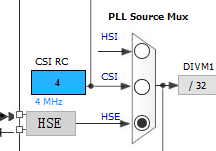 PLL Source Mux
HSI
CSI RC
4
4 MHz
CSI
DIVM1
/ 32
HSE
HSE